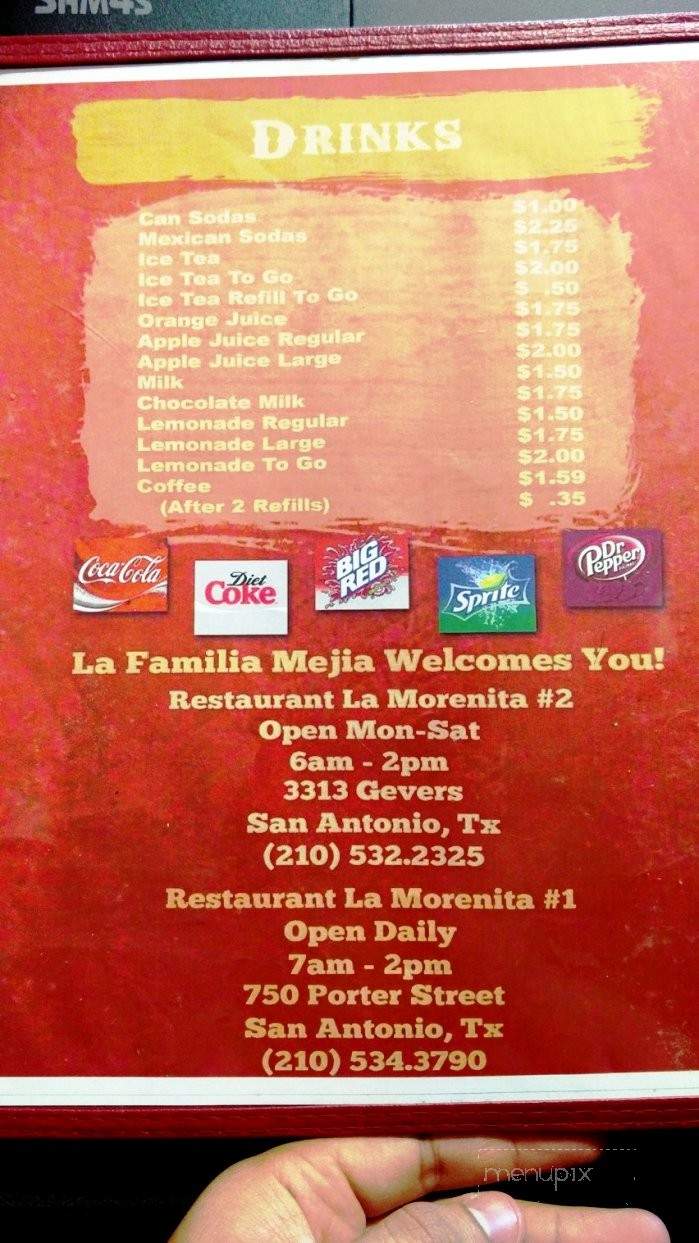 SHM4S
DRINKS
Can Sodas $1.00
Mexican Sodas $2.25
Ice Tea $1.75
Ice Tea To Go $2.00
Ice Tea Refill To Go $ .50
Orange Juice $1.75
Apple Juice Regular $1.75
Apple Juice Large $2.00
Milk $1.50
Chocolate Milk $1.75
Lemonade Regular $1.50
Lemonade Large $1.75
Lemonade To Go $2.00
Coffee $1.59
(After 2 Refills) $ .35
Coca-Cola
Diet Coke
BIG RED
Sprite
Dr Pepper
La Familia Mejia Welcomes You!
Restaurant La Morenita #2
Open Mon-Sat
6am - 2pm
3313 Gevers
San Antonio, Tx
(210) 532.2325
Restaurant La Morenita #1
Open Daily
7am - 2pm
750 Porter Street
San Antonio, Tx
(210) 534.3790
menupix